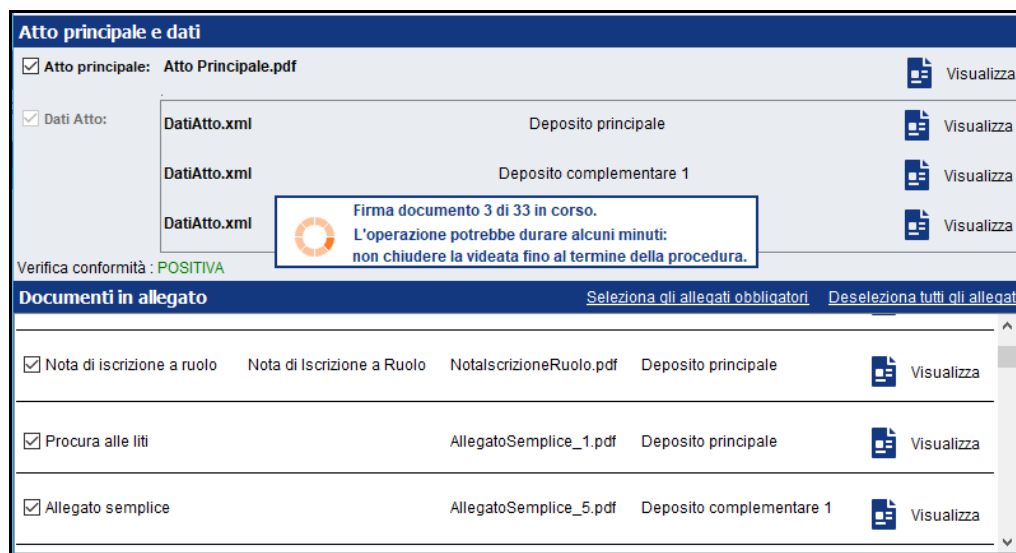 Atto principale e dati
Atto principale: Atto Principale.pdf Visualizza
Dati Atto: DatiAtto.xml Deposito principale Visualizza
DatiAtto.xml Deposito complementare 1 Visualizza
DatiAtto.xml Visualizza
Firma documento 3 di 33 in corso.
L'operazione potrebbe durare alcuni minuti:
non chiudere la videata fino al termine della procedura.
Verifica conformità : POSITIVA
Documenti in allegato Seleziona gli allegati obbligatori Deseleziona tutti gli allegat
Nota di iscrizione a ruolo Nota di Iscrizione a Ruolo NotaIscrizioneRuolo.pdf Deposito principale Visualizza
Procura alle liti AllegatoSemplice_1.pdf Deposito principale Visualizza
Allegato semplice AllegatoSemplice_5.pdf Deposito complementare 1 Visualizza